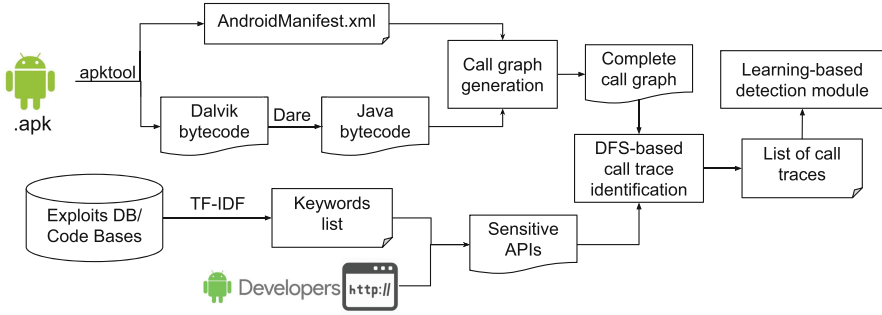 AndroidManifest.xml
apktool
.apk
Dalvik
bytecode
Dare
Java
bytecode
Call graph
generation
Complete
call graph
Learning-based
detection module
DFS-based
call trace
identification
List of call
traces
Exploits DB/
Code Bases
TF-IDF
Keywords
list
Sensitive
APIs
Developers
http://